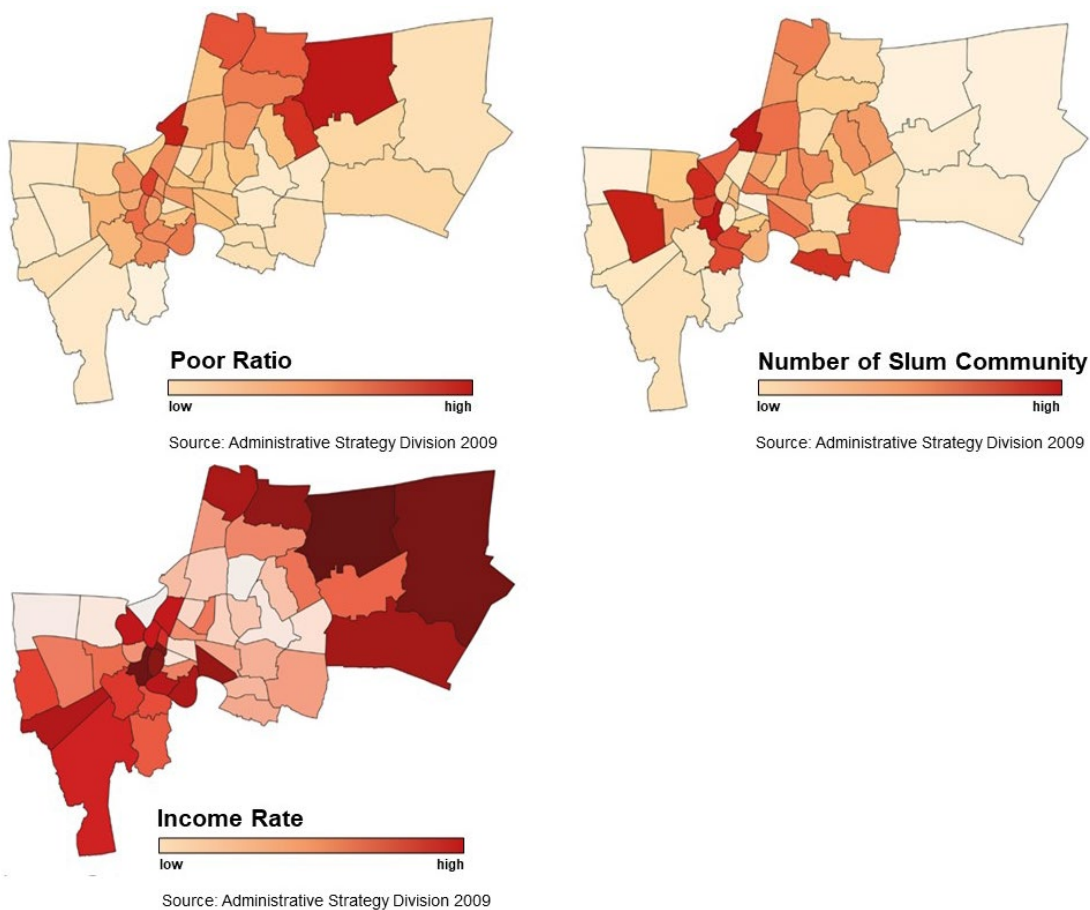 Poor Ratio
low high
Source: Administrative Strategy Division 2009
Number of Slum Community
low high
Source: Administrative Strategy Division 2009
Income Rate
low high
Source: Administrative Strategy Division 2009